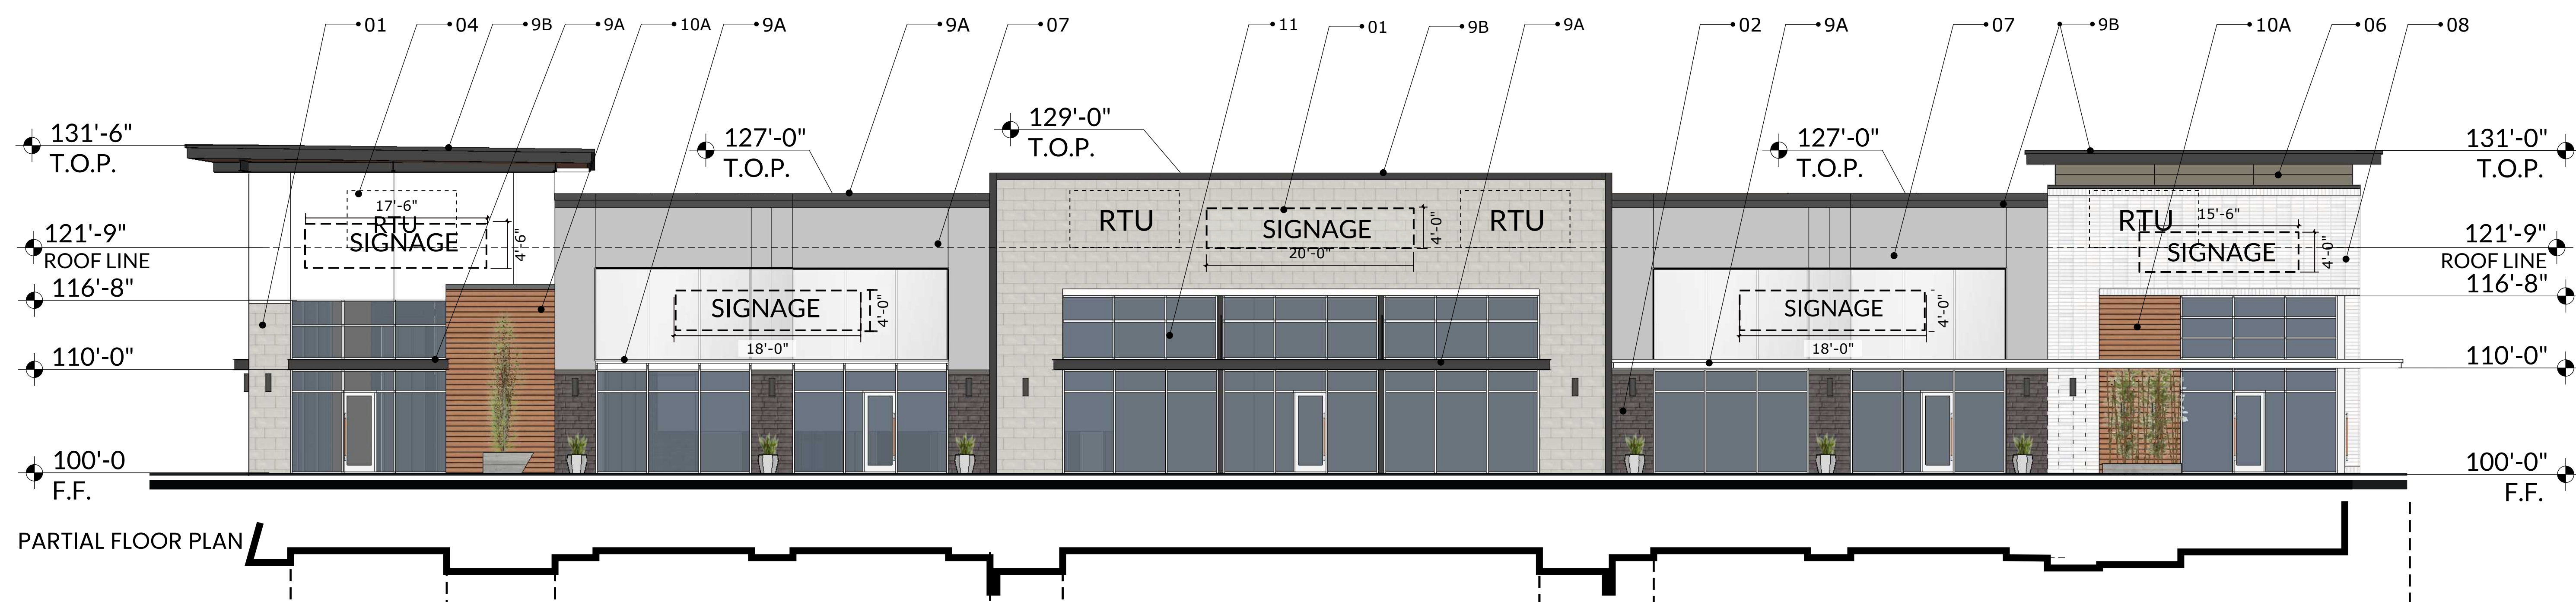 01
04
9B
9A
10A
9A
9A
07
11
01
9B
9A
02
9A
07
9B
10A
06
08
131'-6"
T.O.P.
127'-0"
T.O.P.
129'-0"
T.O.P.
127'-0"
T.O.P.
131'-0"
T.O.P.
17'-6"
RTU
SIGNAGE
4'-6"
RTU
SIGNAGE
4'-0"
20'-0"
RTU
RTU
15'-6"
SIGNAGE
4'-0"
121'-9"
ROOF LINE
121'-9"
ROOF LINE
116'-8"
116'-8"
SIGNAGE
4'-0"
18'-0"
SIGNAGE
4'-0"
18'-0"
110'-0"
110'-0"
100'-0
F.F.
100'-0"
F.F.
PARTIAL FLOOR PLAN